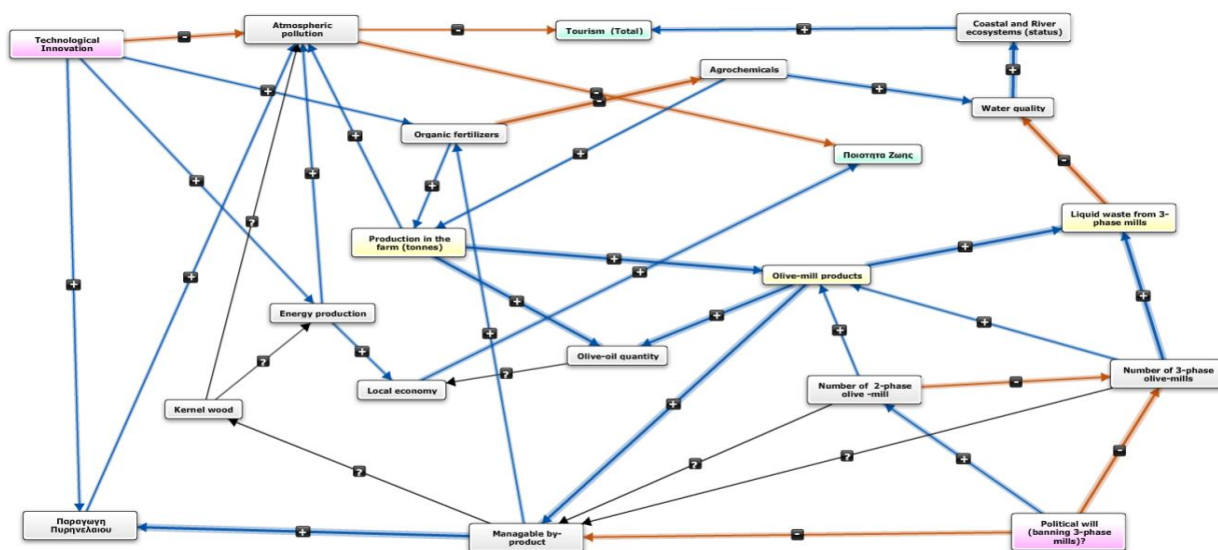 Technological
Innovation
Atmospheric
pollution
Tourism (Total)
Coastal and River
ecosystems (status)
Agrochemicals
Water quality
Organic fertilizers
Ποιοτητα Ζωης
Liquid waste from 3-
phase mills
Production in the
farm (tonnes)
Olive-mill products
Energy production
Olive-oil quantity
Local economy
Number of 2-phase
olive -mill
Number of 3-phase
olive-mills
Kernel wood
Παραγωγη
Πυρηνελαιου
Managable by-
product
Political will
(banning 3-phase
mills)?